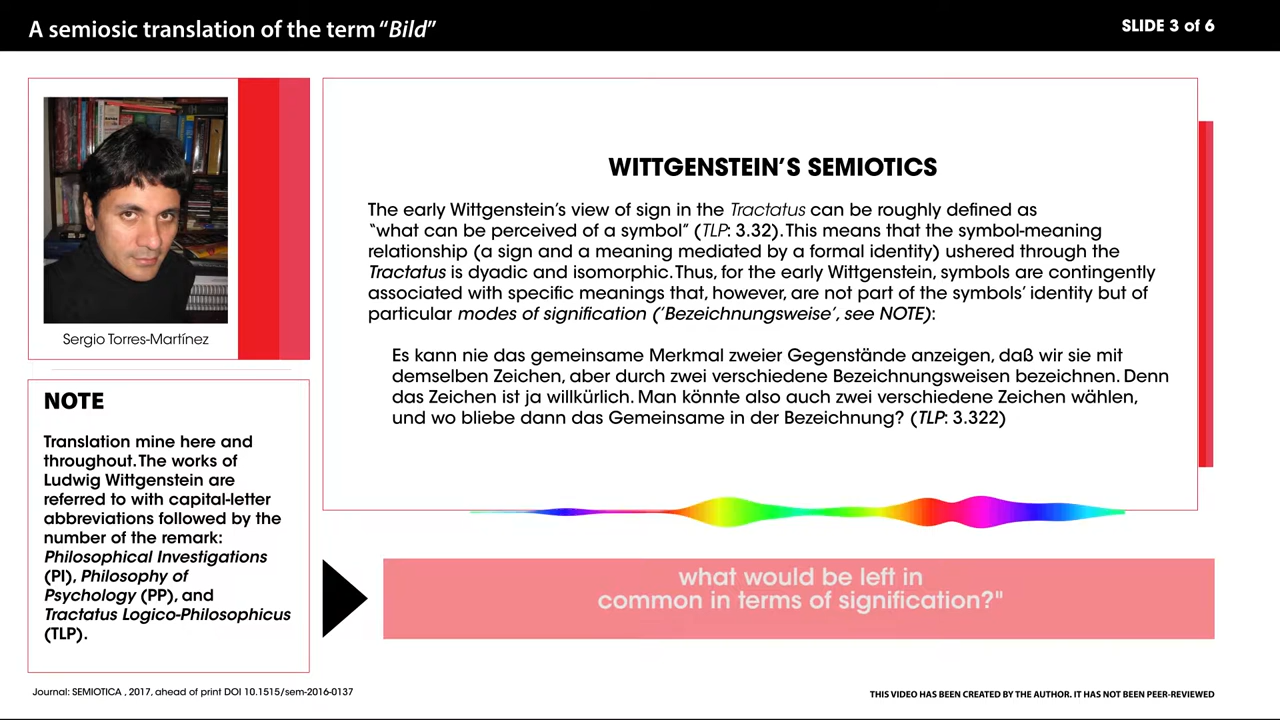 A semiosic translation of the term “Bild”
SLIDE 3 of 6
Sergio Torres-Martínez
NOTE
Translation mine here and
throughout. The works of
Ludwig Wittgenstein are
referred to with capital-letter
abbreviations followed by the
number of the remark:
Philosophical Investigations
(PI), Philosophy of
Psychology (PP), and
Tractatus Logico-Philosophicus
(TLP).
WITTGENSTEIN’S SEMIOTICS
The early Wittgenstein’s view of sign in the Tractatus can be roughly defined as
“what can be perceived of a symbol” (TLP: 3.32). This means that the symbol-meaning
relationship (a sign and a meaning mediated by a formal identity) ushered through the
Tractatus is dyadic and isomorphic. Thus, for the early Wittgenstein, symbols are contingently
associated with specific meanings that, however, are not part of the symbols’ identity but of
particular modes of signification (‘Bezeichnungsweise’, see NOTE):
Es kann nie das gemeinsame Merkmal zweier Gegenstände anzeigen, daß wir sie mit
demselben Zeichen, aber durch zwei verschiedene Bezeichnungsweisen bezeichnen. Denn
das Zeichen ist ja willkürlich. Man könnte also auch zwei verschiedene Zeichen wählen,
und wo bliebe dann das Gemeinsame in der Bezeichnung? (TLP: 3.322)
what would be left in
common in terms of signification?"
Journal: SEMIOTICA , 2017, ahead of print DOI 10.1515/sem-2016-0137
THIS VIDEO HAS BEEN CREATED BY THE AUTHOR. IT HAS NOT BEEN PEER-REVIEWED